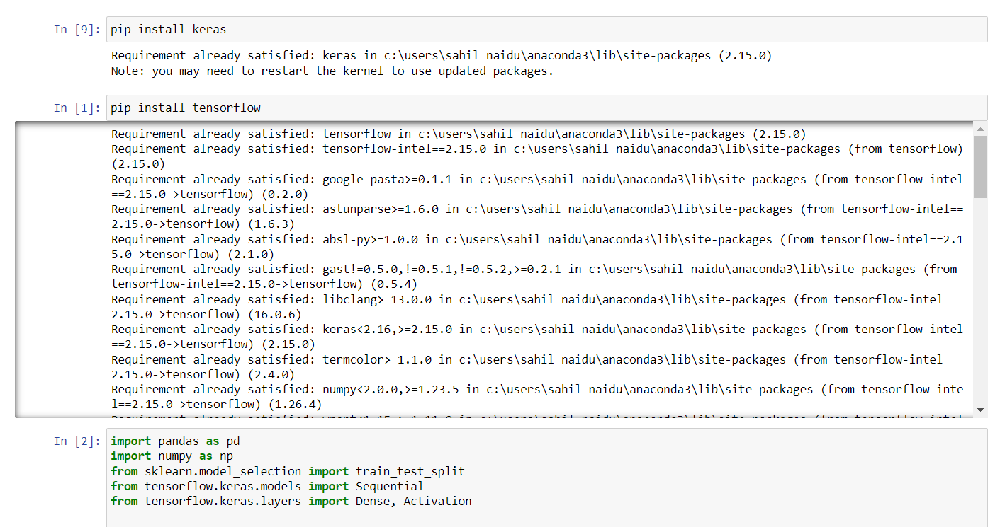 In [9]: pip install keras
Requirement already satisfied: keras in c:\users\sahil naidu\anaconda3\lib\site-packages (2.15.0)
Note: you may need to restart the kernel to use updated packages.
In [1]: pip install tensorflow
Requirement already satisfied: tensorflow in c:\users\sahil naidu\anaconda3\lib\site-packages (2.15.0)
Requirement already satisfied: tensorflow-intel==2.15.0 in c:\users\sahil naidu\anaconda3\lib\site-packages (from tensorflow)
(2.15.0)
Requirement already satisfied: google-pasta>=0.1.1 in c:\users\sahil naidu\anaconda3\lib\site-packages (from tensorflow-intel
==2.15.0->tensorflow) (0.2.0)
Requirement already satisfied: astunparse>=1.6.0 in c:\users\sahil naidu\anaconda3\lib\site-packages (from tensorflow-intel==
2.15.0->tensorflow) (1.6.3)
Requirement already satisfied: absl-py>=1.0.0 in c:\users\sahil naidu\anaconda3\lib\site-packages (from tensorflow-intel==2.1
5.0->tensorflow) (2.1.0)
Requirement already satisfied: gast!=0.5.0,!=0.5.1,!=0.5.2,>=0.2.1 in c:\users\sahil naidu\anaconda3\lib\site-packages (from
tensorflow-intel==2.15.0->tensorflow) (0.5.4)
Requirement already satisfied: libclang>=13.0.0 in c:\users\sahil naidu\anaconda3\lib\site-packages (from tensorflow-intel==
2.15.0->tensorflow) (16.0.6)
Requirement already satisfied: keras<2.16,>=2.15.0 in c:\users\sahil naidu\anaconda3\lib\site-packages (from tensorflow-intel
==2.15.0->tensorflow) (2.15.0)
Requirement already satisfied: termcolor>=1.1.0 in c:\users\sahil naidu\anaconda3\lib\site-packages (from tensorflow-intel==
2.15.0->tensorflow) (2.4.0)
Requirement already satisfied: numpy<2.0.0,>=1.23.5 in c:\users\sahil naidu\anaconda3\lib\site-packages (from tensorflow-inte
l==2.15.0->tensorflow) (1.26.4)
In [2]: import pandas as pd
import numpy as np
from sklearn.model_selection import train_test_split
from tensorflow.keras.models import Sequential
from tensorflow.keras.layers import Dense, Activation